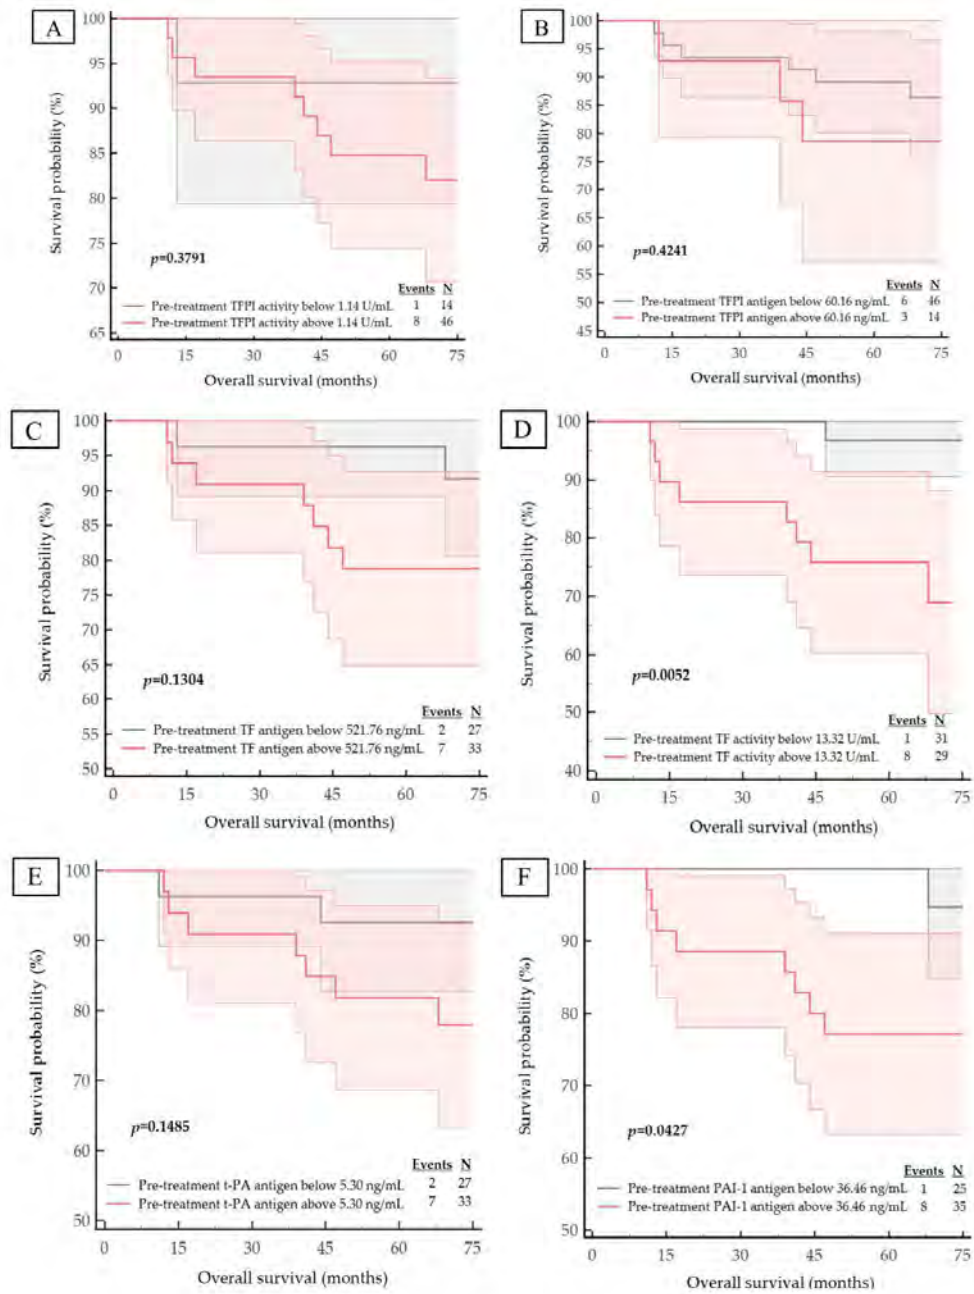 A
Survival probability (%)
100
95
90
85
80
75
70
65
p=0.3791
Events N
Pre-treatment TFPI activity below 1.14 U/mL 1 14
Pre-treatment TFPI activity above 1.14 U/mL 8 46
0 15 30 45 60 75
Overall survival (months)
B
Survival probability (%)
100
95
90
85
80
75
70
65
60
55
50
45
p=0.4241
Events N
Pre-treatment TFPI antigen below 60.16 ng/mL 6 46
Pre-treatment TFPI antigen above 60.16 ng/mL 3 14
0 15 30 45 60 75
Overall survival (months)
C
Survival probability (%)
100
95
90
85
80
75
70
65
60
55
50
p=0.1304
Events N
Pre-treatment TF antigen below 521.76 ng/mL 2 27
Pre-treatment TF antigen above 521.76 ng/mL 7 33
0 15 30 45 60 75
Overall survival (months)
D
Survival probability (%)
100
90
80
70
60
50
40
p=0.0052
Events N
Pre-treatment TF activity below 13.32 U/mL 1 31
Pre-treatment TF activity above 13.32 U/mL 8 29
0 15 30 45 60 75
Overall survival (months)
E
Survival probability (%)
100
90
80
70
60
50
p=0.1485
Events N
Pre-treatment t-PA antigen below 5.30 ng/mL 2 27
Pre-treatment t-PA antigen above 5.30 ng/mL 7 33
0 15 30 45 60 75
Overall survival (months)
F
Survival probability (%)
100
90
80
70
60
50
p=0.0427
Events N
Pre-treatment PAI-1 antigen below 36.46 ng/mL 1 25
Pre-treatment PAI-1 antigen above 36.46 ng/mL 8 35
0 15 30 45 60 75
Overall survival (months)